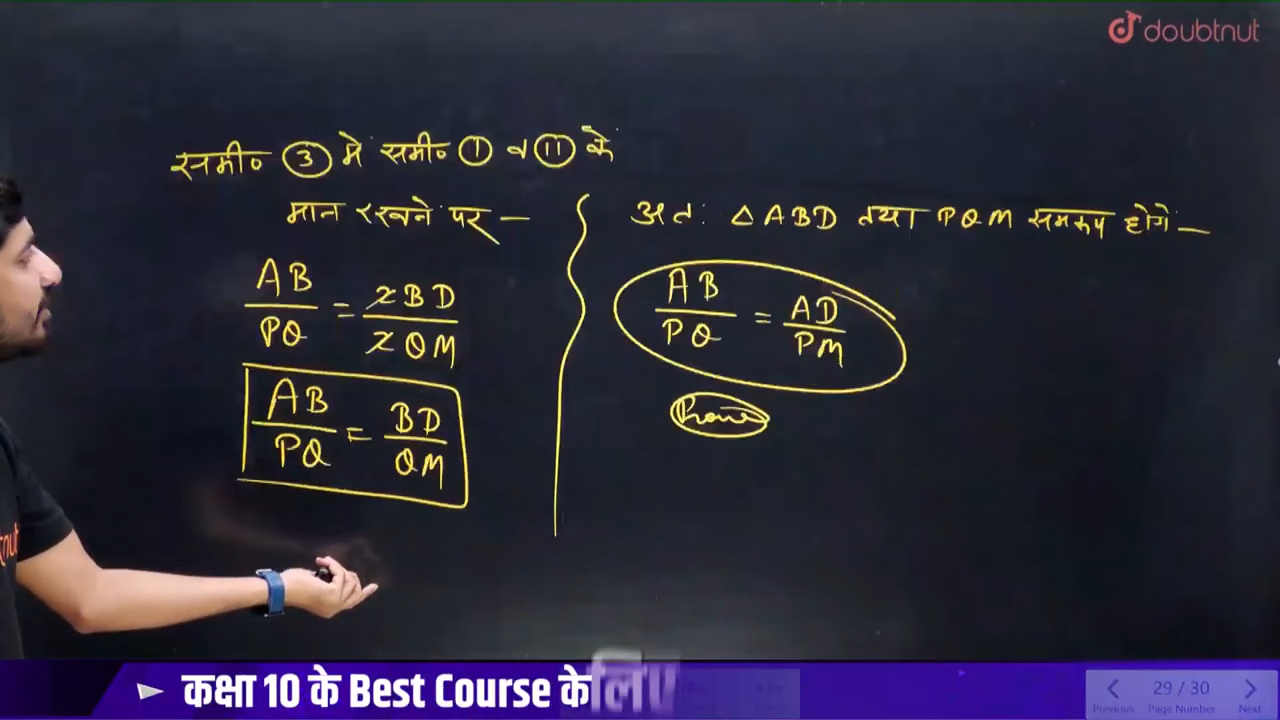 doubtnut
समी० ③ मे समी० ① व ⑪ के
मान रखने पर —
AB/PQ = 2BD/2QM
AB/PQ = BD/QM
अतः △ABD तथा PQM समरूप होगे —
AB/PQ = AD/PM
Prove
कक्षा 10 के Best Course के लिए
29 / 30
Previous Page Number Next